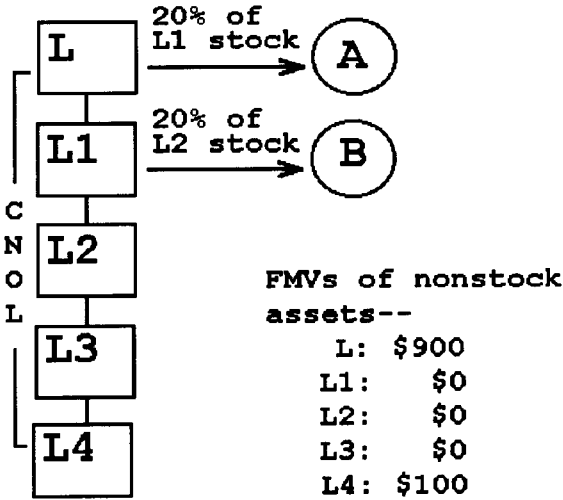 20% of
L1 stock
L
A
20% of
L2 stock
L1
B
C
N
O
L
L2
FMVs of nonstock
assets--
L3
L: $900
L1: $0
L2: $0
L3: $0
L4
L4: $100